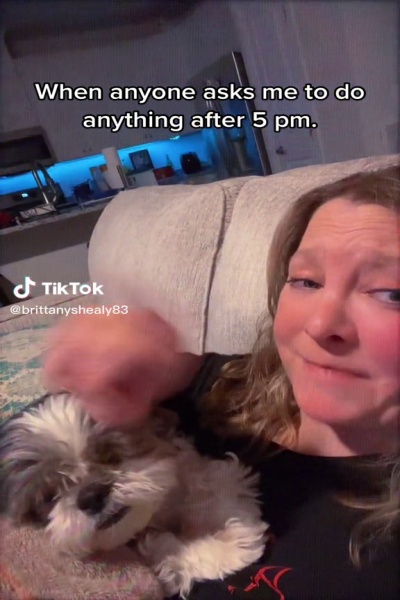 When anyone asks me to do
anything after 5 pm.
TikTok
@brittanyshealy83